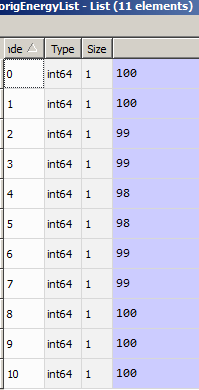 origEnergyList - List (11 elements)
nde Type Size
0 int64 1 100
1 int64 1 100
2 int64 1 99
3 int64 1 99
4 int64 1 98
5 int64 1 98
6 int64 1 99
7 int64 1 99
8 int64 1 100
9 int64 1 100
10 int64 1 100